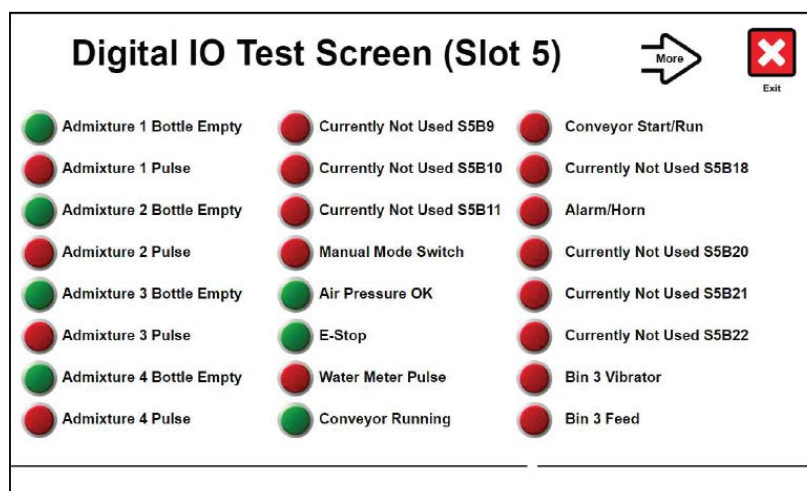 Digital IO Test Screen (Slot 5)
More
Exit
Admixture 1 Bottle Empty
Admixture 1 Pulse
Admixture 2 Bottle Empty
Admixture 2 Pulse
Admixture 3 Bottle Empty
Admixture 3 Pulse
Admixture 4 Bottle Empty
Admixture 4 Pulse
Currently Not Used S5B9
Currently Not Used S5B10
Currently Not Used S5B11
Manual Mode Switch
Air Pressure OK
E-Stop
Water Meter Pulse
Conveyor Running
Conveyor Start/Run
Currently Not Used S5B18
Alarm/Horn
Currently Not Used S5B20
Currently Not Used S5B21
Currently Not Used S5B22
Bin 3 Vibrator
Bin 3 Feed